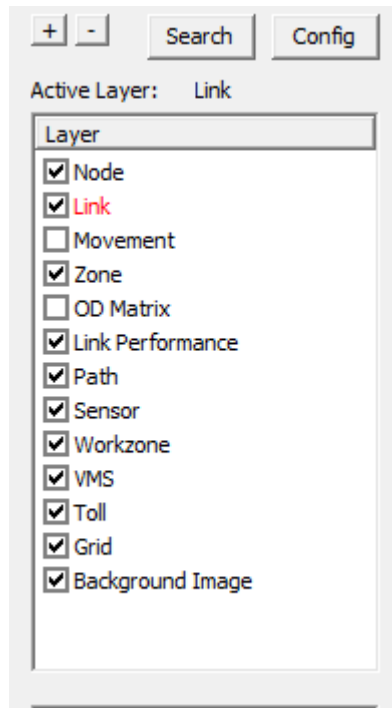 + - Search Config
Active Layer: Link
Layer
Node
Link
Movement
Zone
OD Matrix
Link Performance
Path
Sensor
Workzone
VMS
Toll
Grid
Background Image